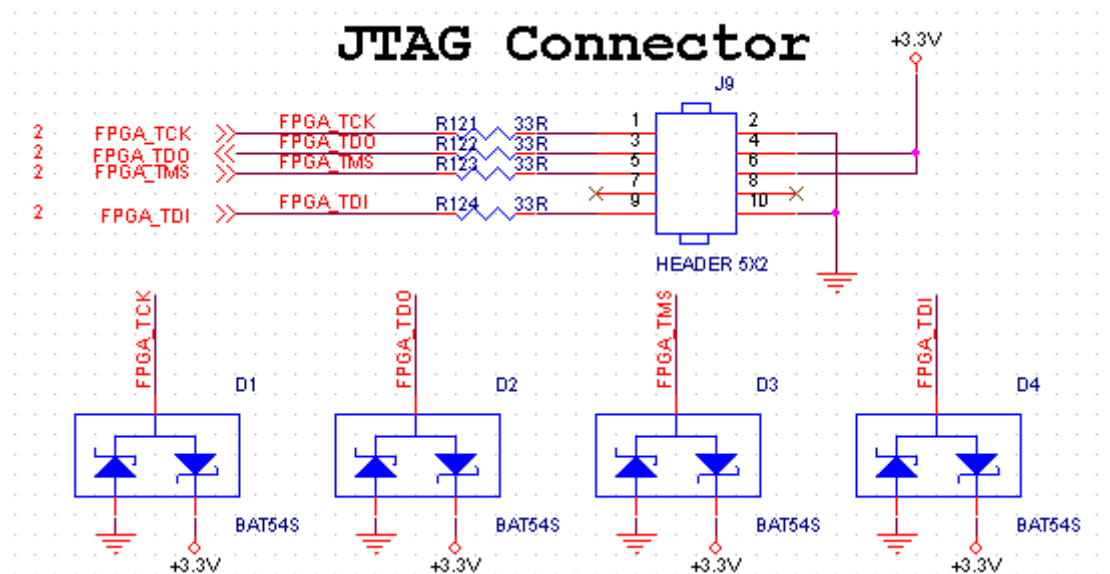 JTAG Connector
+3.3V
J9
2 FPGA_TCK FPGA_TCK R121 33R 1 2
2 FPGA_TDO FPGA_TDO R122 33R 3 4
2 FPGA_TMS FPGA_TMS R123 33R 5 6
7 8
2 FPGA_TDI FPGA_TDI R124 33R 9 10
HEADER 5X2
FPGA_TCK FPGA_TDO FPGA_TMS FPGA_TDI
D1 D2 D3 D4
BAT54S BAT54S BAT54S BAT54S
+3.3V +3.3V +3.3V +3.3V